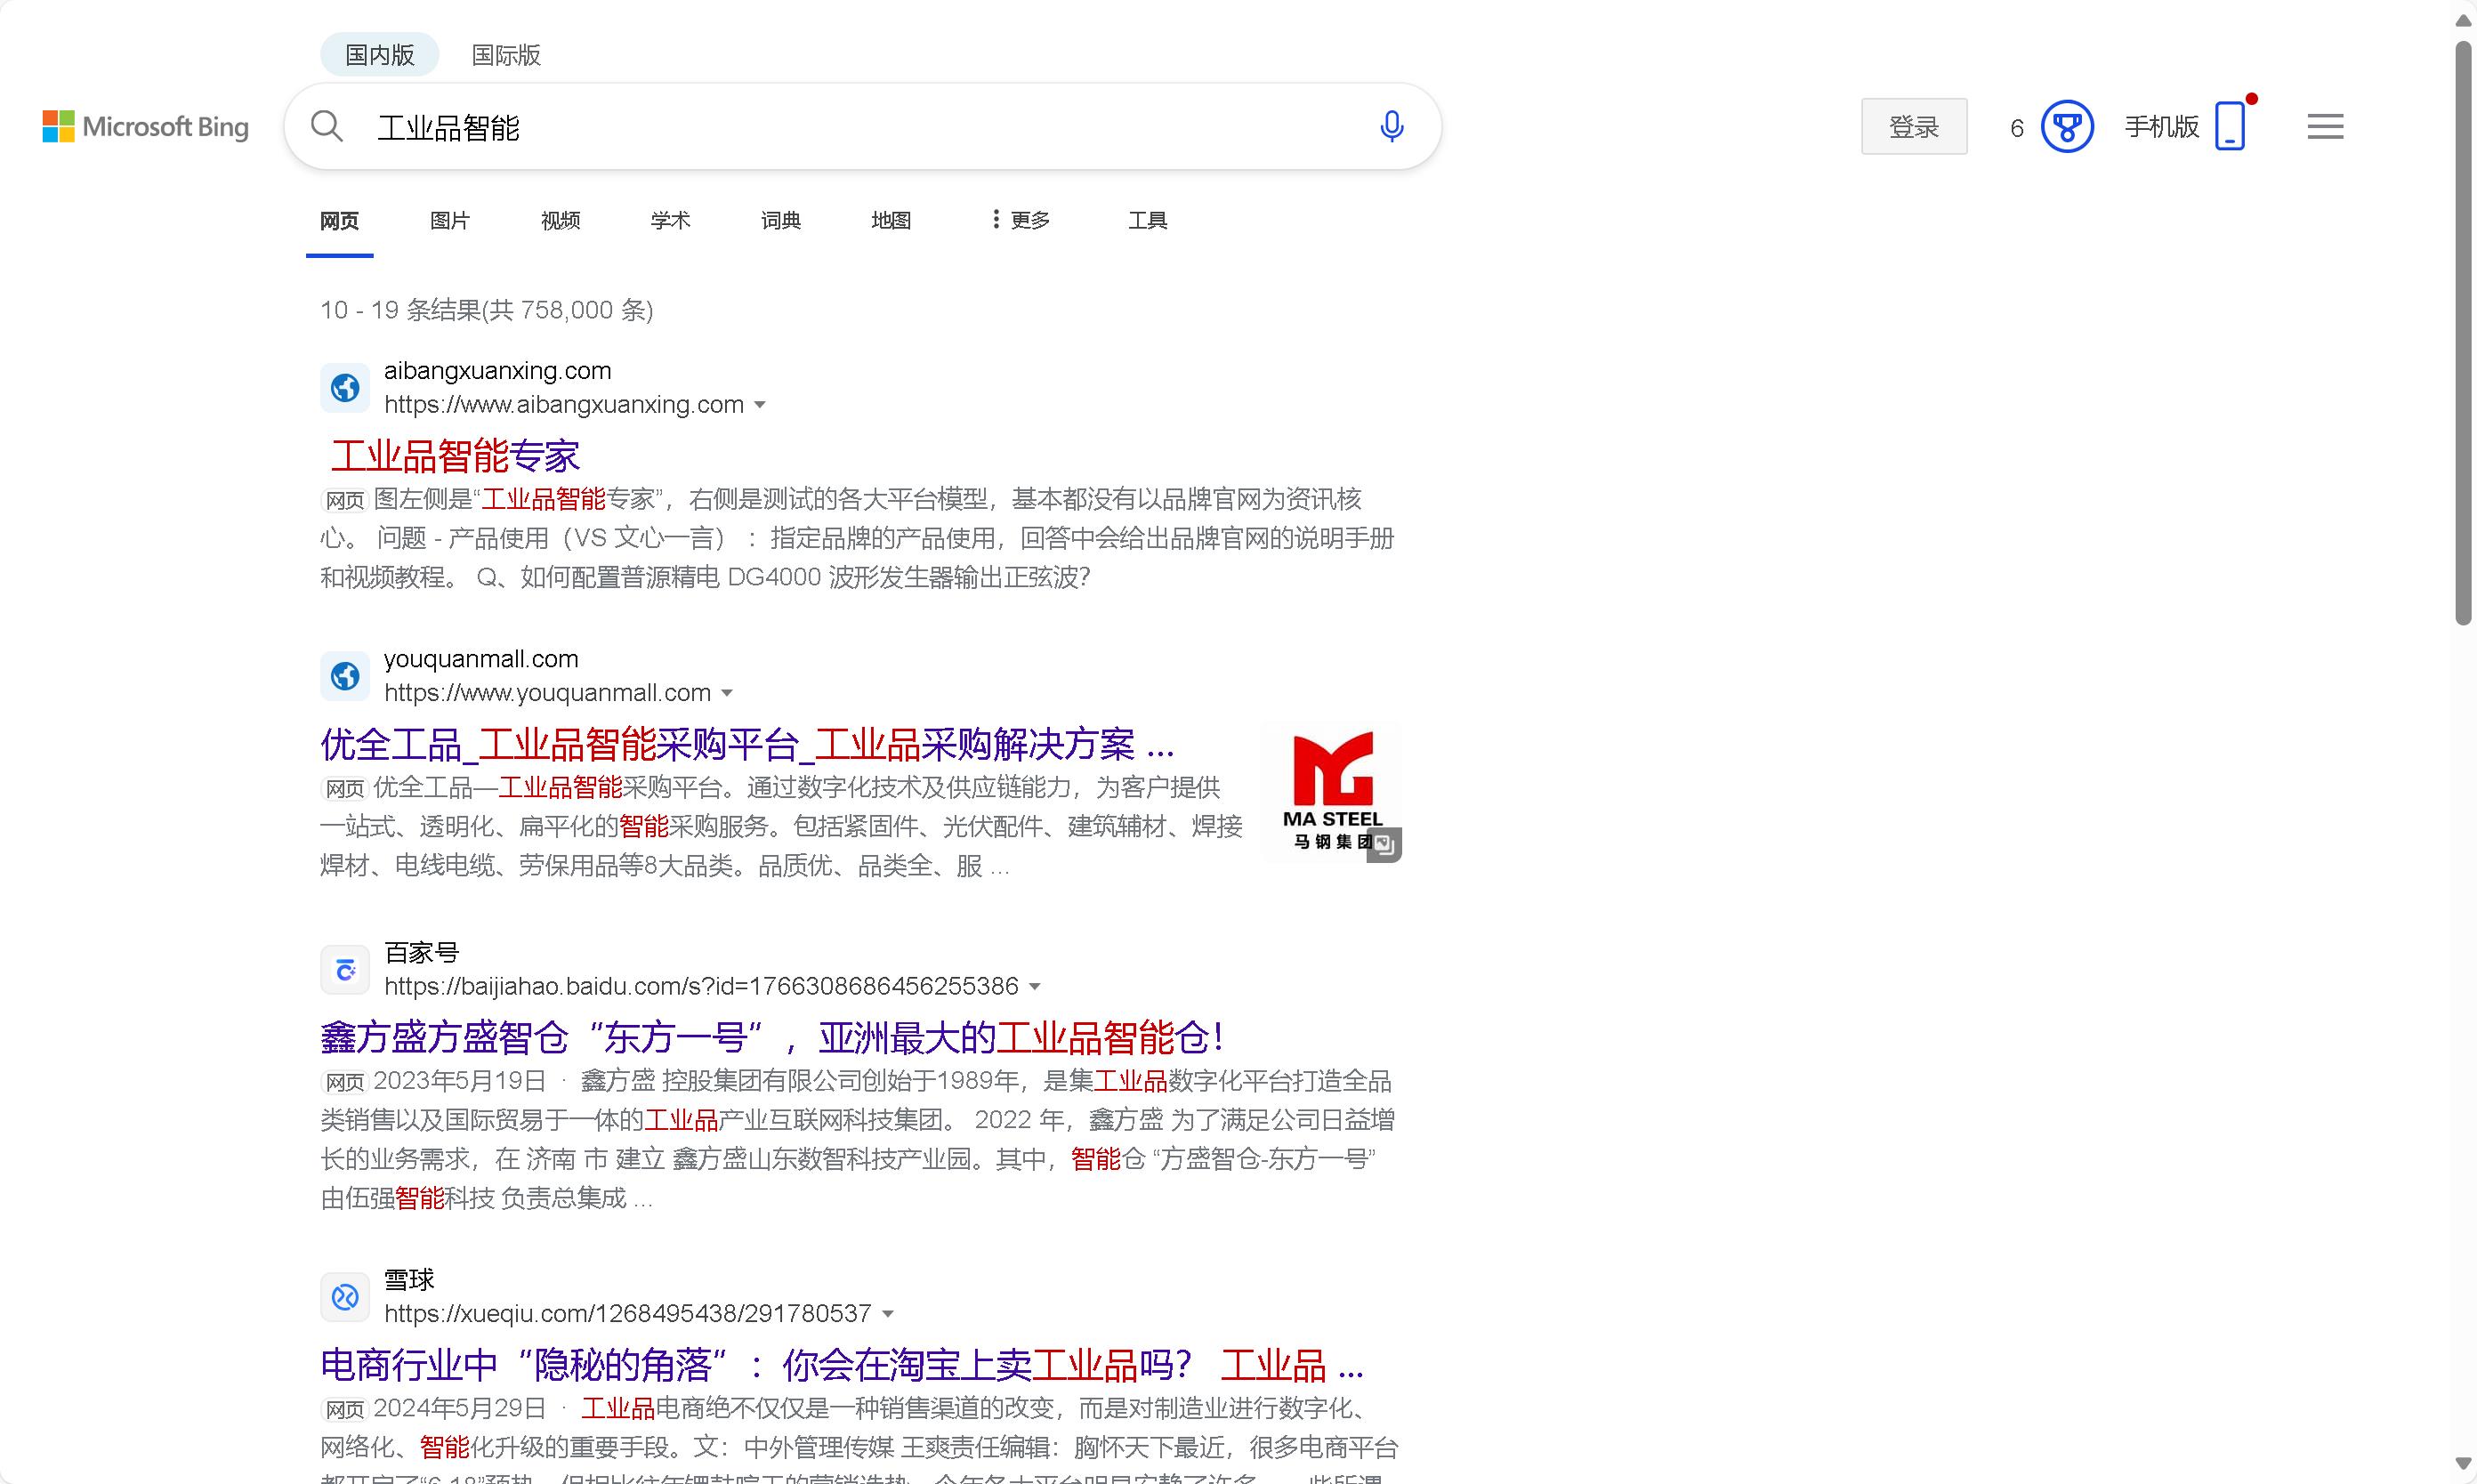 国内版 国际版
Microsoft Bing
工业品智能
登录 6 手机版
网页 图片 视频 学术 词典 地图 更多 工具
10 - 19 条结果(共 758,000 条)
aibangxuanxing.com
https://www.aibangxuanxing.com
工业品智能专家
网页 图左侧是“工业品智能专家”，右侧是测试的各大平台模型，基本都没有以品牌官网为资讯核
心。 问题 - 产品使用（VS 文心一言） ：指定品牌的产品使用，回答中会给出品牌官网的说明手册
和视频教程。 Q、如何配置普源精电 DG4000 波形发生器输出正弦波？
youquanmall.com
https://www.youquanmall.com
优全工品_工业品智能采购平台_工业品采购解决方案 ...
网页 优全工品—工业品智能采购平台。通过数字化技术及供应链能力，为客户提供
一站式、透明化、扁平化的智能采购服务。包括紧固件、光伏配件、建筑辅材、焊接
焊材、电线电缆、劳保用品等8大品类。品质优、品类全、服 ...
MA STEEL
马钢集团
百家号
https://baijiahao.baidu.com/s?id=1766308686456255386
鑫方盛方盛智仓“东方一号”，亚洲最大的工业品智能仓！
网页 2023年5月19日 · 鑫方盛 控股集团有限公司创始于1989年，是集工业品数字化平台打造全品
类销售以及国际贸易于一体的工业品产业互联网科技集团。 2022 年，鑫方盛 为了满足公司日益增
长的业务需求，在 济南 市 建立 鑫方盛山东数智科技产业园。其中，智能仓 “方盛智仓-东方一号”
由伍强智能科技 负责总集成 ...
雪球
https://xueqiu.com/1268495438/291780537
电商行业中“隐秘的角落”：你会在淘宝上卖工业品吗？ 工业品 ...
网页 2024年5月29日 · 工业品电商绝不仅仅是一种销售渠道的改变，而是对制造业进行数字化、
网络化、智能化升级的重要手段。文：中外管理传媒 王爽责任编辑：胸怀天下最近，很多电商平台